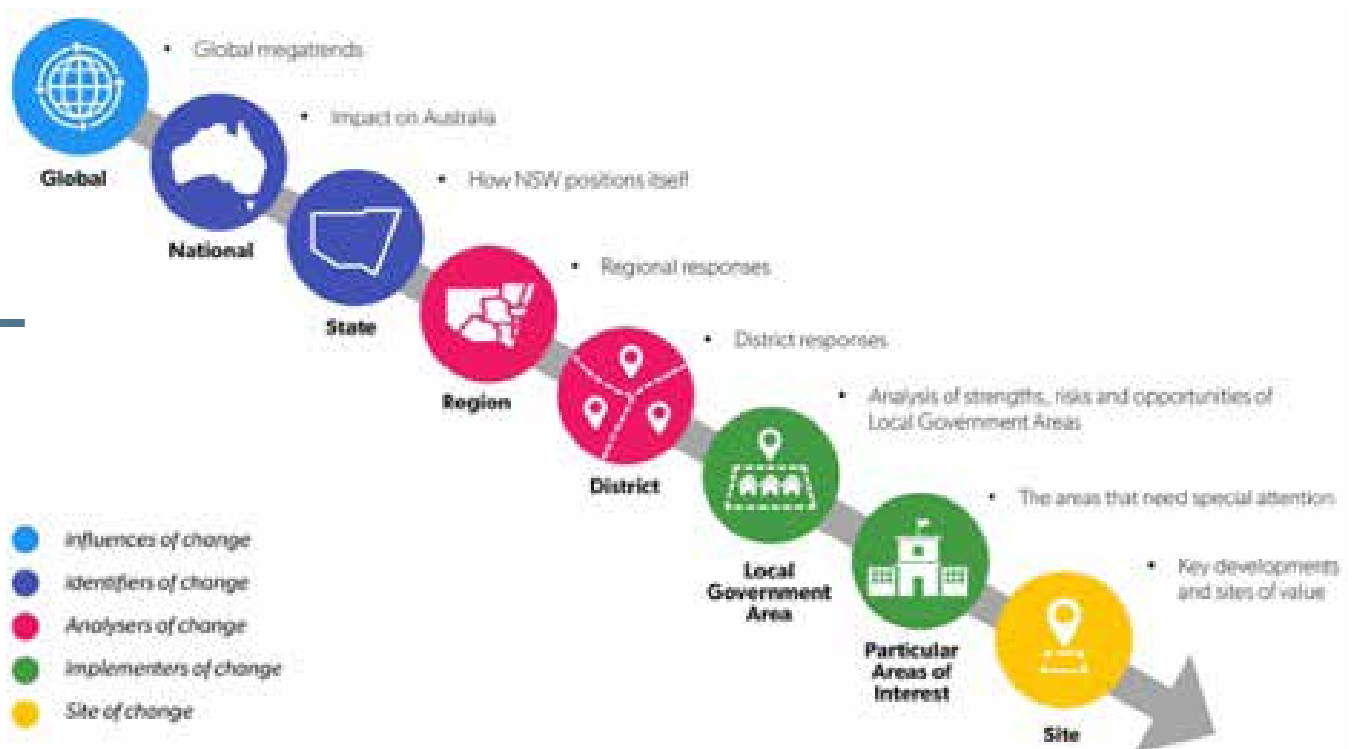 • Global megatrends
Global
• Impact on Australia
National
• How NSW positions itself
State
• Regional responses
Region
• District responses
District
• Analysis of strengths, risks and opportunities of
Local Government Areas
Local
Government
Area
• The areas that need special attention
Particular
Areas of
Interest
• Key developments
and sites of value
Site
Influences of change
Identifiers of change
Analysers of change
Implementers of change
Site of change